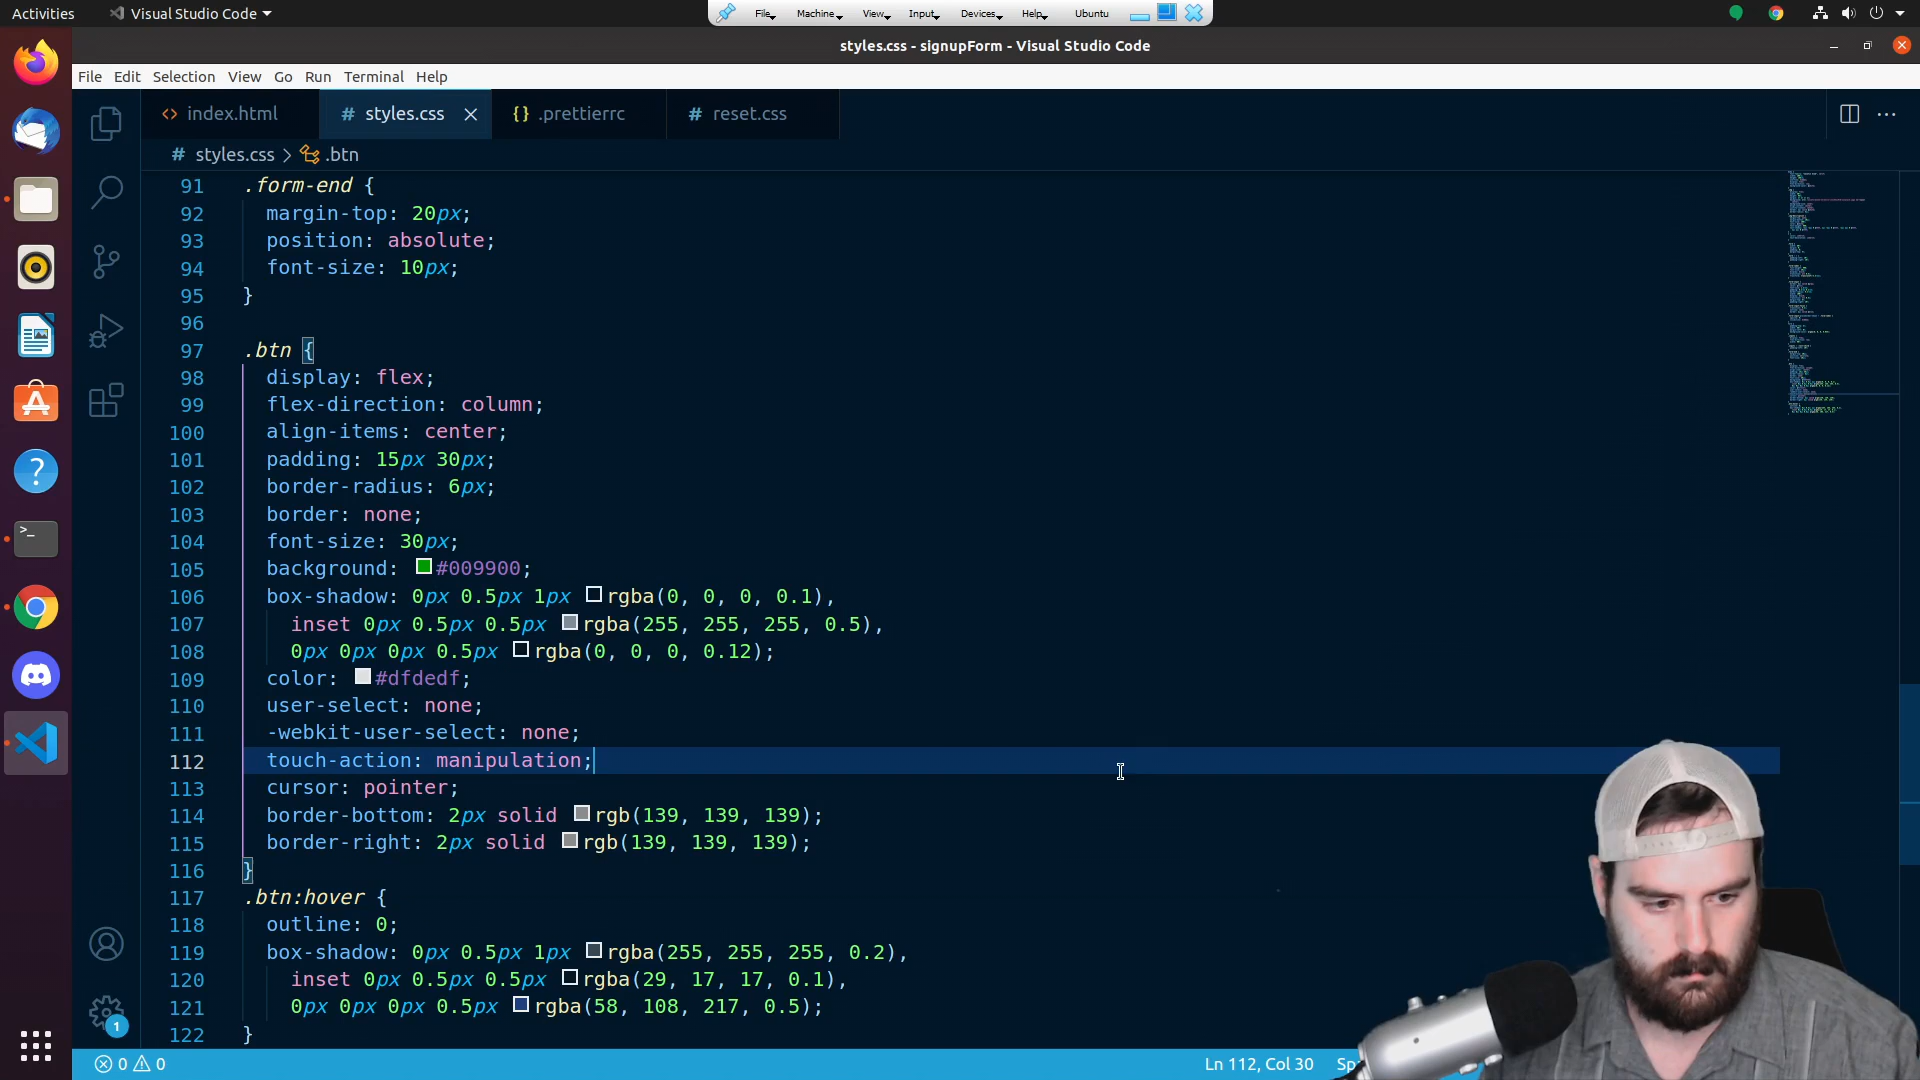 Activities
Visual Studio Code
File
Machine
View
Input
Devices
Help
Ubuntu
styles.css - signupForm - Visual Studio Code
File Edit Selection View Go Run Terminal Help
<> index.html
# styles.css
{} .prettierrc
# reset.css
# styles.css > .btn
91 .form-end {
92 margin-top: 20px;
93 position: absolute;
94 font-size: 10px;
95 }
96
97 .btn {
98 display: flex;
99 flex-direction: column;
100 align-items: center;
101 padding: 15px 30px;
102 border-radius: 6px;
103 border: none;
104 font-size: 30px;
105 background: #009900;
106 box-shadow: 0px 0.5px 1px rgba(0, 0, 0, 0.1),
107 inset 0px 0.5px 0.5px rgba(255, 255, 255, 0.5),
108 0px 0px 0px 0.5px rgba(0, 0, 0, 0.12);
109 color: #dfdedf;
110 user-select: none;
111 -webkit-user-select: none;
112 touch-action: manipulation;
113 cursor: pointer;
114 border-bottom: 2px solid rgb(139, 139, 139);
115 border-right: 2px solid rgb(139, 139, 139);
116 }
117 .btn:hover {
118 outline: 0;
119 box-shadow: 0px 0.5px 1px rgba(255, 255, 255, 0.2),
120 inset 0px 0.5px 0.5px rgba(29, 17, 17, 0.1),
121 0px 0px 0px 0.5px rgba(58, 108, 217, 0.5);
122 }
1
0 0
Ln 112, Col 30